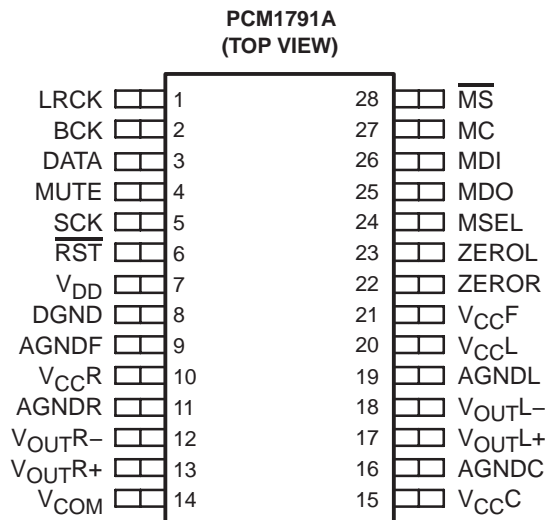 PCM1791A
(TOP VIEW)
LRCK 1 28 M̅S̅
BCK 2 27 MC
DATA 3 26 MDI
MUTE 4 25 MDO
SCK 5 24 MSEL
R̅S̅T̅ 6 23 ZEROL
VDD 7 22 ZEROR
DGND 8 21 VCCF
AGNDF 9 20 VCCL
VCCR 10 19 AGNDL
AGNDR 11 18 VOUTL–
VOUTR– 12 17 VOUTL+
VOUTR+ 13 16 AGNDC
VCOM 14 15 VCCC